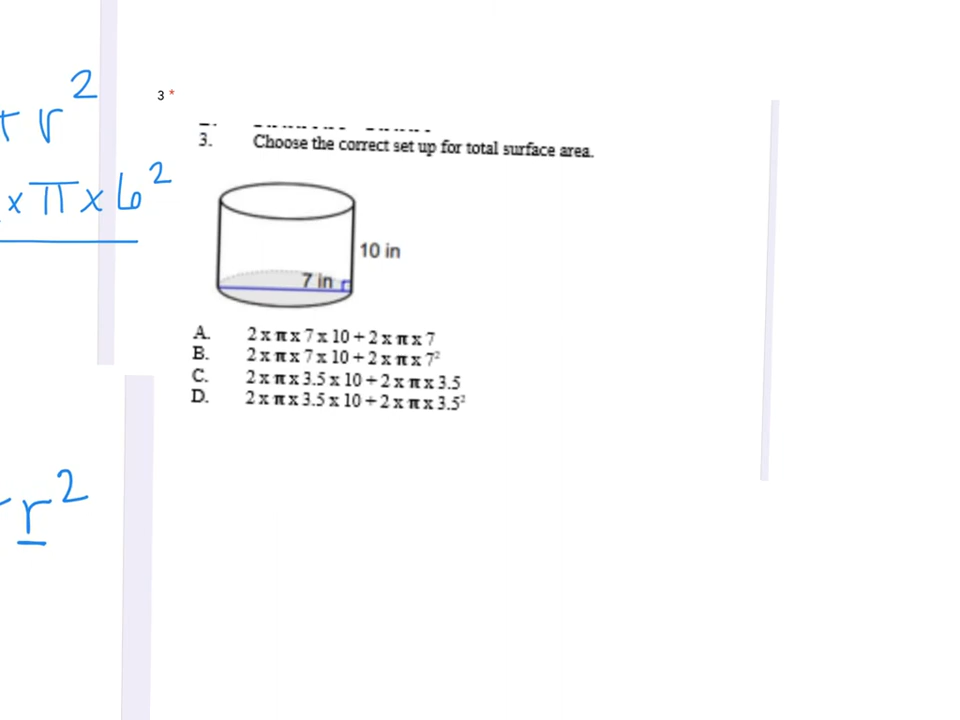 r²
3 *
3. Choose the correct set up for total surface area.
x π x 6²
10 in
7 in
A. 2 x π x 7 x 10 + 2 x π x 7
B. 2 x π x 7 x 10 + 2 x π x 7²
C. 2 x π x 3.5 x 10 + 2 x π x 3.5
D. 2 x π x 3.5 x 10 + 2 x π x 3.5²
r²